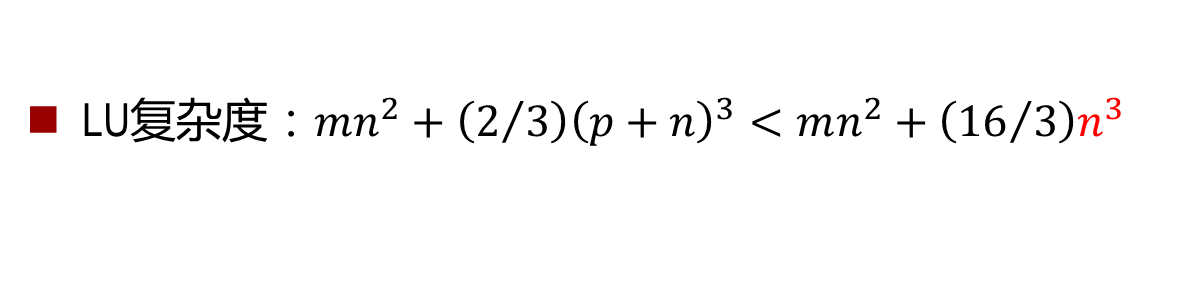 LU复杂度：mn² + (2/3)(p + n)³ < mn² + (16/3)n³